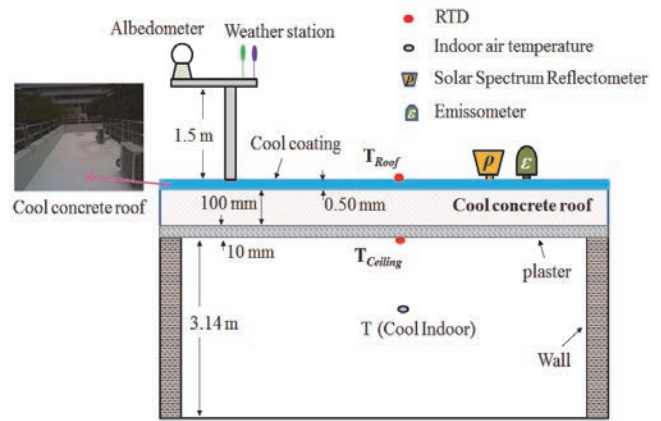 Albedometer
Weather station
RTD
Indoor air temperature
ρ Solar Spectrum Reflectometer
ε Emissometer
1.5 m
Cool coating
T_Roof
ρ
ε
Cool concrete roof
100 mm
0.50 mm
Cool concrete roof
10 mm
T_Ceiling
plaster
3.14 m
T (Cool Indoor)
Wall